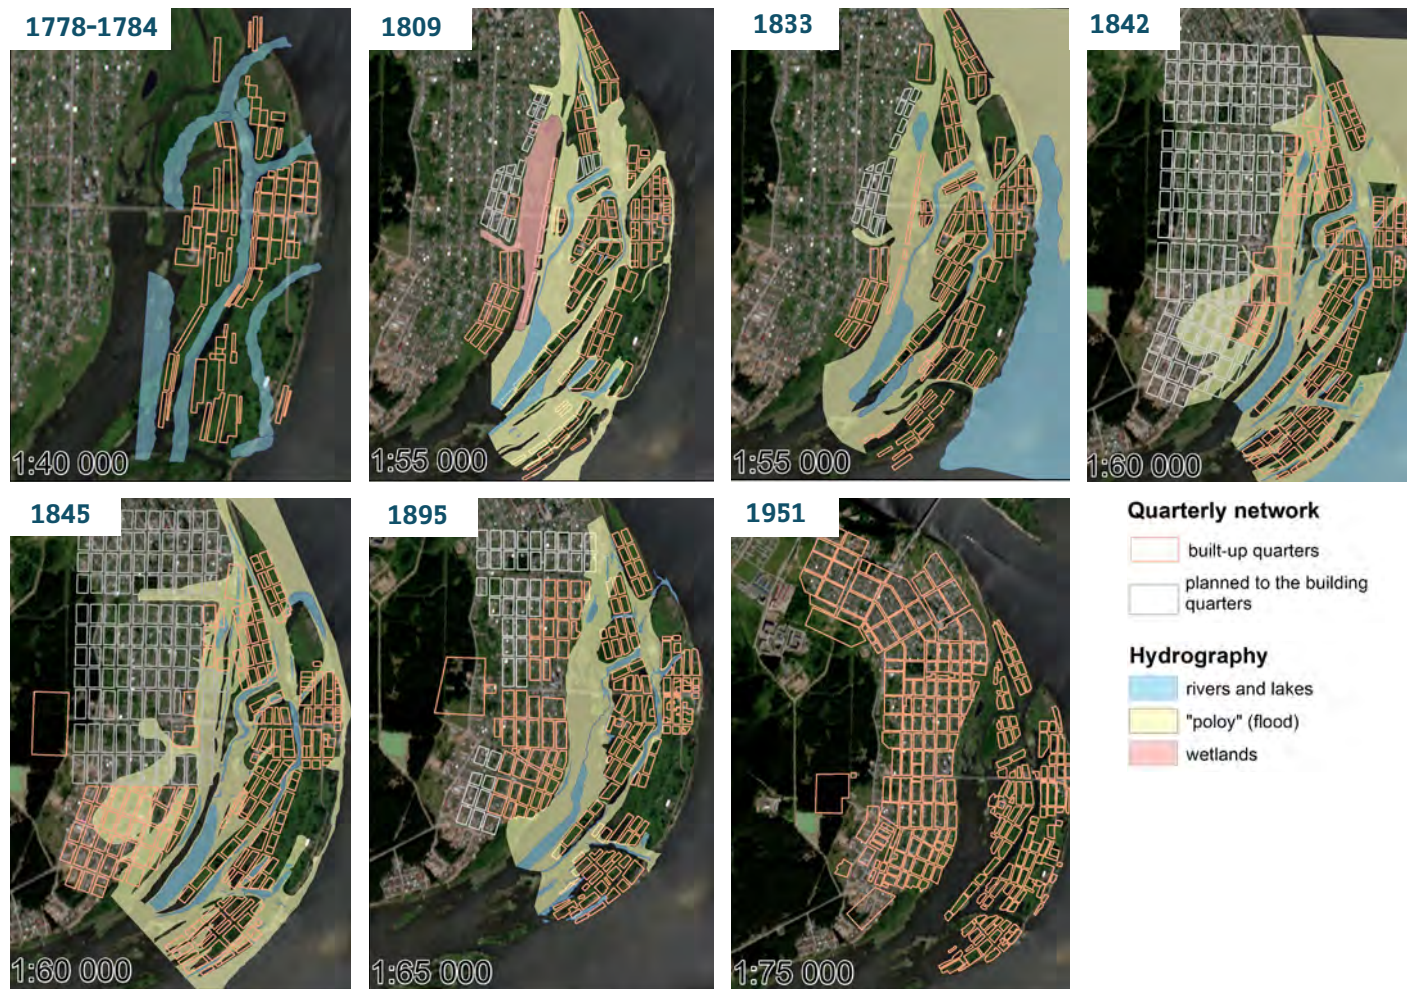 1778-1784
1809
1833
1842
1:40 000
1:55 000
1:55 000
1:60 000
1845
1895
1951
1:60 000
1:65 000
1:75 000
Quarterly network
built-up quarters
planned to the building
quarters
Hydrography
rivers and lakes
"poloy" (flood)
wetlands